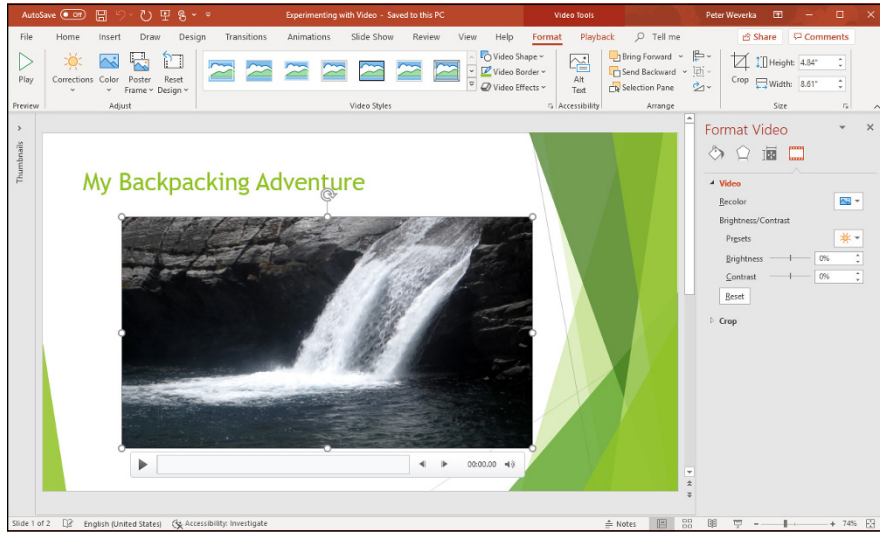 AutoSave Off Experimenting with Video - Saved to this PC Video Tools Peter Weverka
File Home Insert Draw Design Transitions Animations Slide Show Review View Help Format Playback Tell me Share Comments
Play
Corrections
Color
Poster Frame
Reset Design
Video Shape
Video Border
Video Effects
Alt Text
Bring Forward
Send Backward
Selection Pane
Crop
Height: 4.84"
Width: 8.61"
Preview Adjust Video Styles Accessibility Arrange Size
Thumbnails
My Backpacking Adventure
00:00.00
Format Video
Video
Recolor
Brightness/Contrast
Presets
Brightness 0%
Contrast 0%
Reset
Crop
Slide 1 of 2 English (United States) Accessibility: Investigate Notes 74%